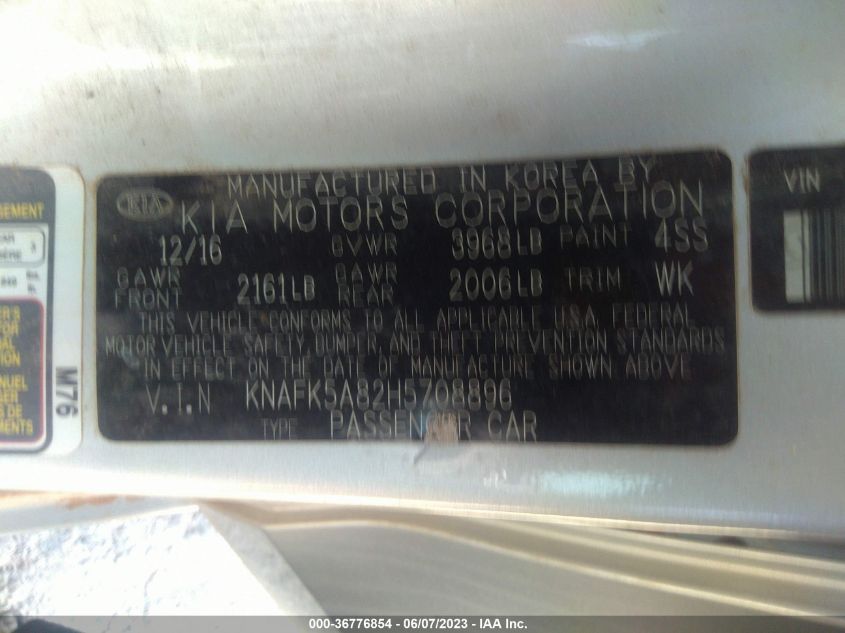 MANUFACTURED IN KOREA BY
KIA KIA MOTORS CORPORATION
12/16 GVWR 3968LB PAINT 4SS
GAWR FRONT 2161LB GAWR REAR 2006LB TRIM WK
THIS VEHICLE CONFORMS TO ALL APPLICABLE U.S.A. FEDERAL
MOTOR VEHICLE SAFETY, BUMPER, AND THEFT PREVENTION STANDARDS
IN EFFECT ON THE DATE OF MANUFACTURE SHOWN ABOVE
V.I.N KNAFK5A82H5708896
TYPE PASSENGER CAR
M76
VIN
000-36776854 - 06/07/2023 - IAA Inc.